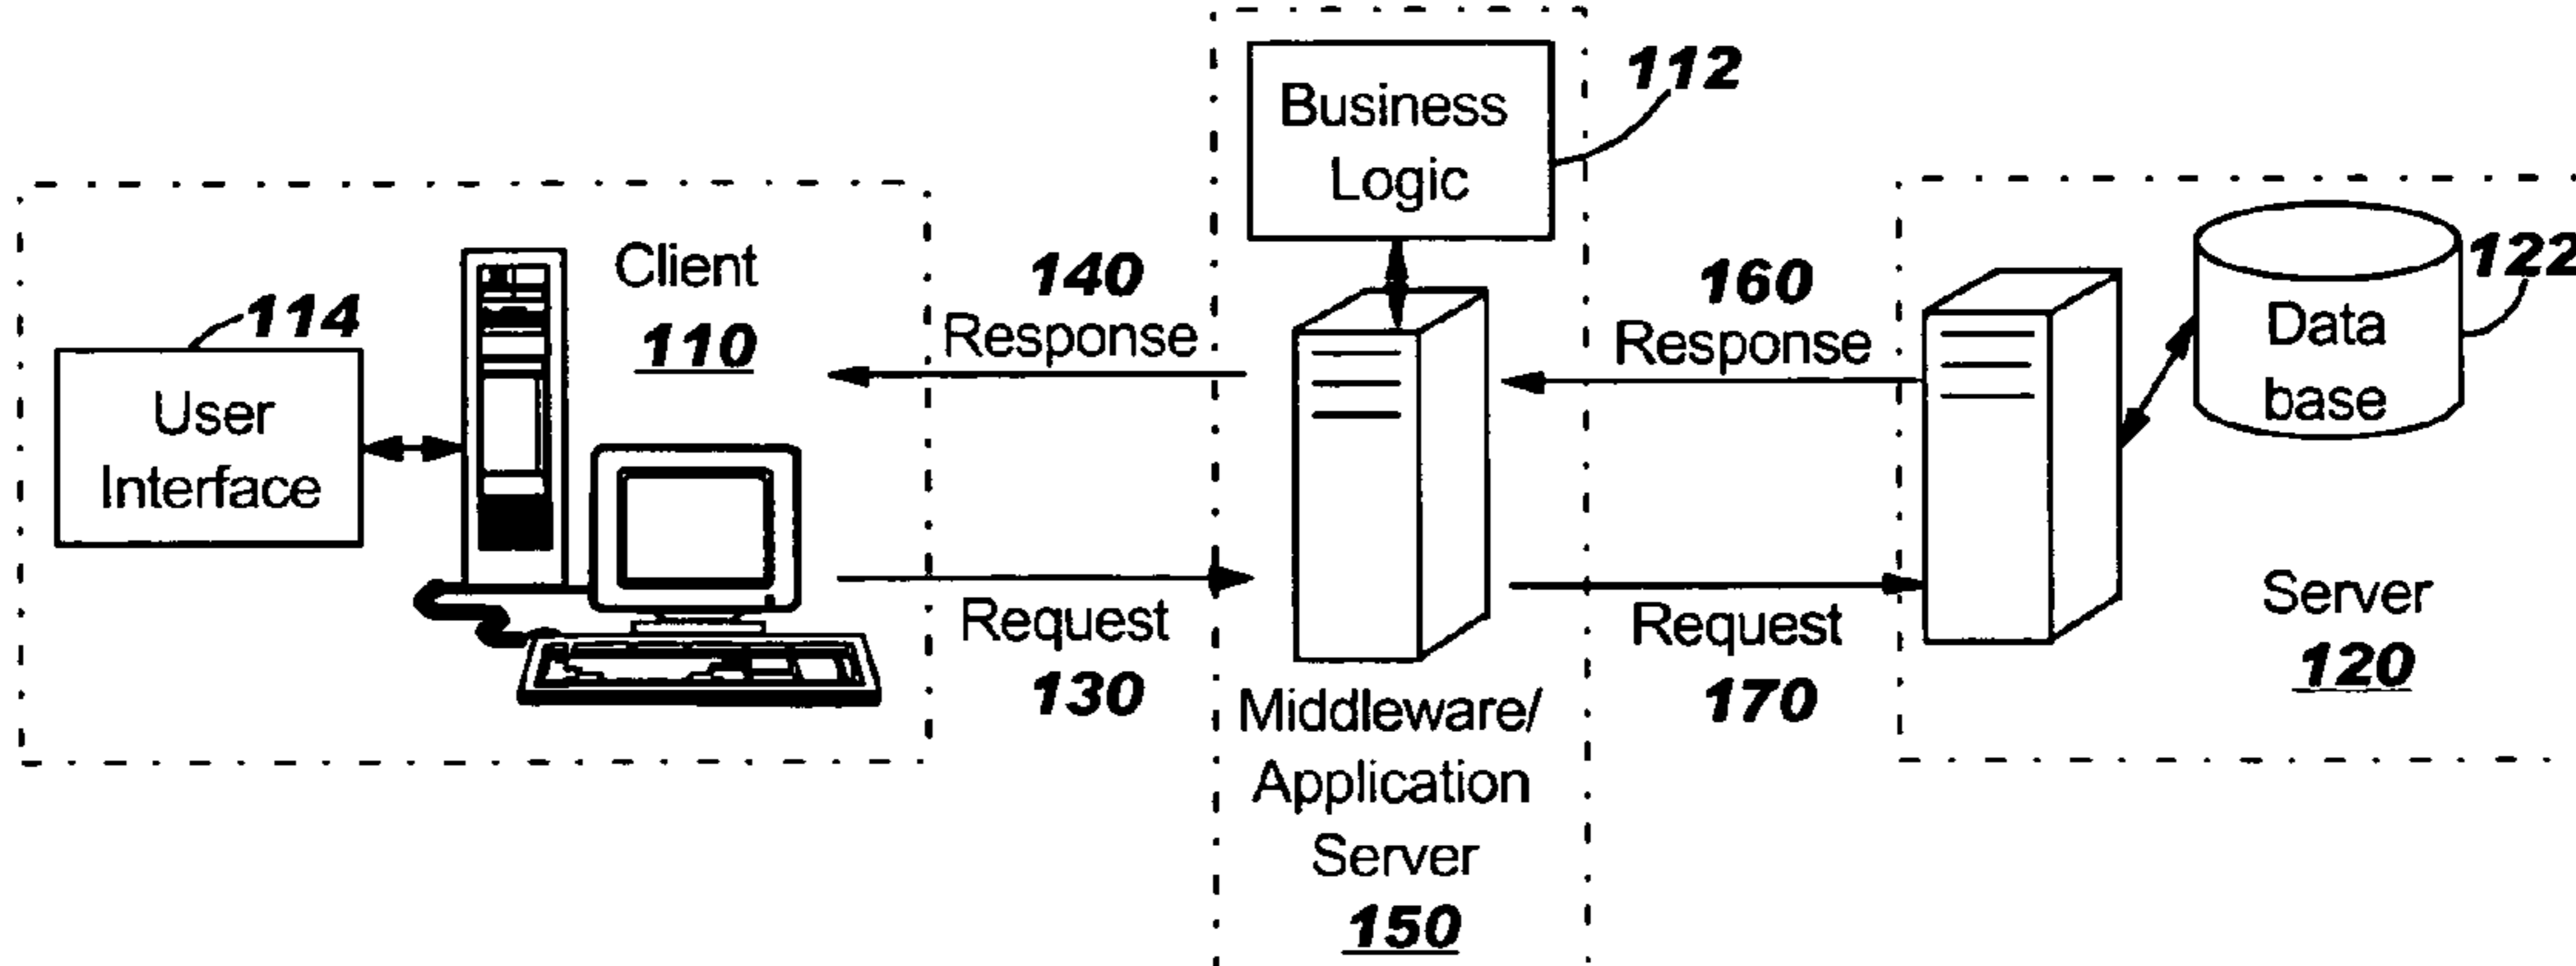 Business
Logic
112
Client
110
114
User
Interface
140
Response
Request
130
Middleware/
Application
Server
150
160
Response
Request
170
Data
base
122
Server
120